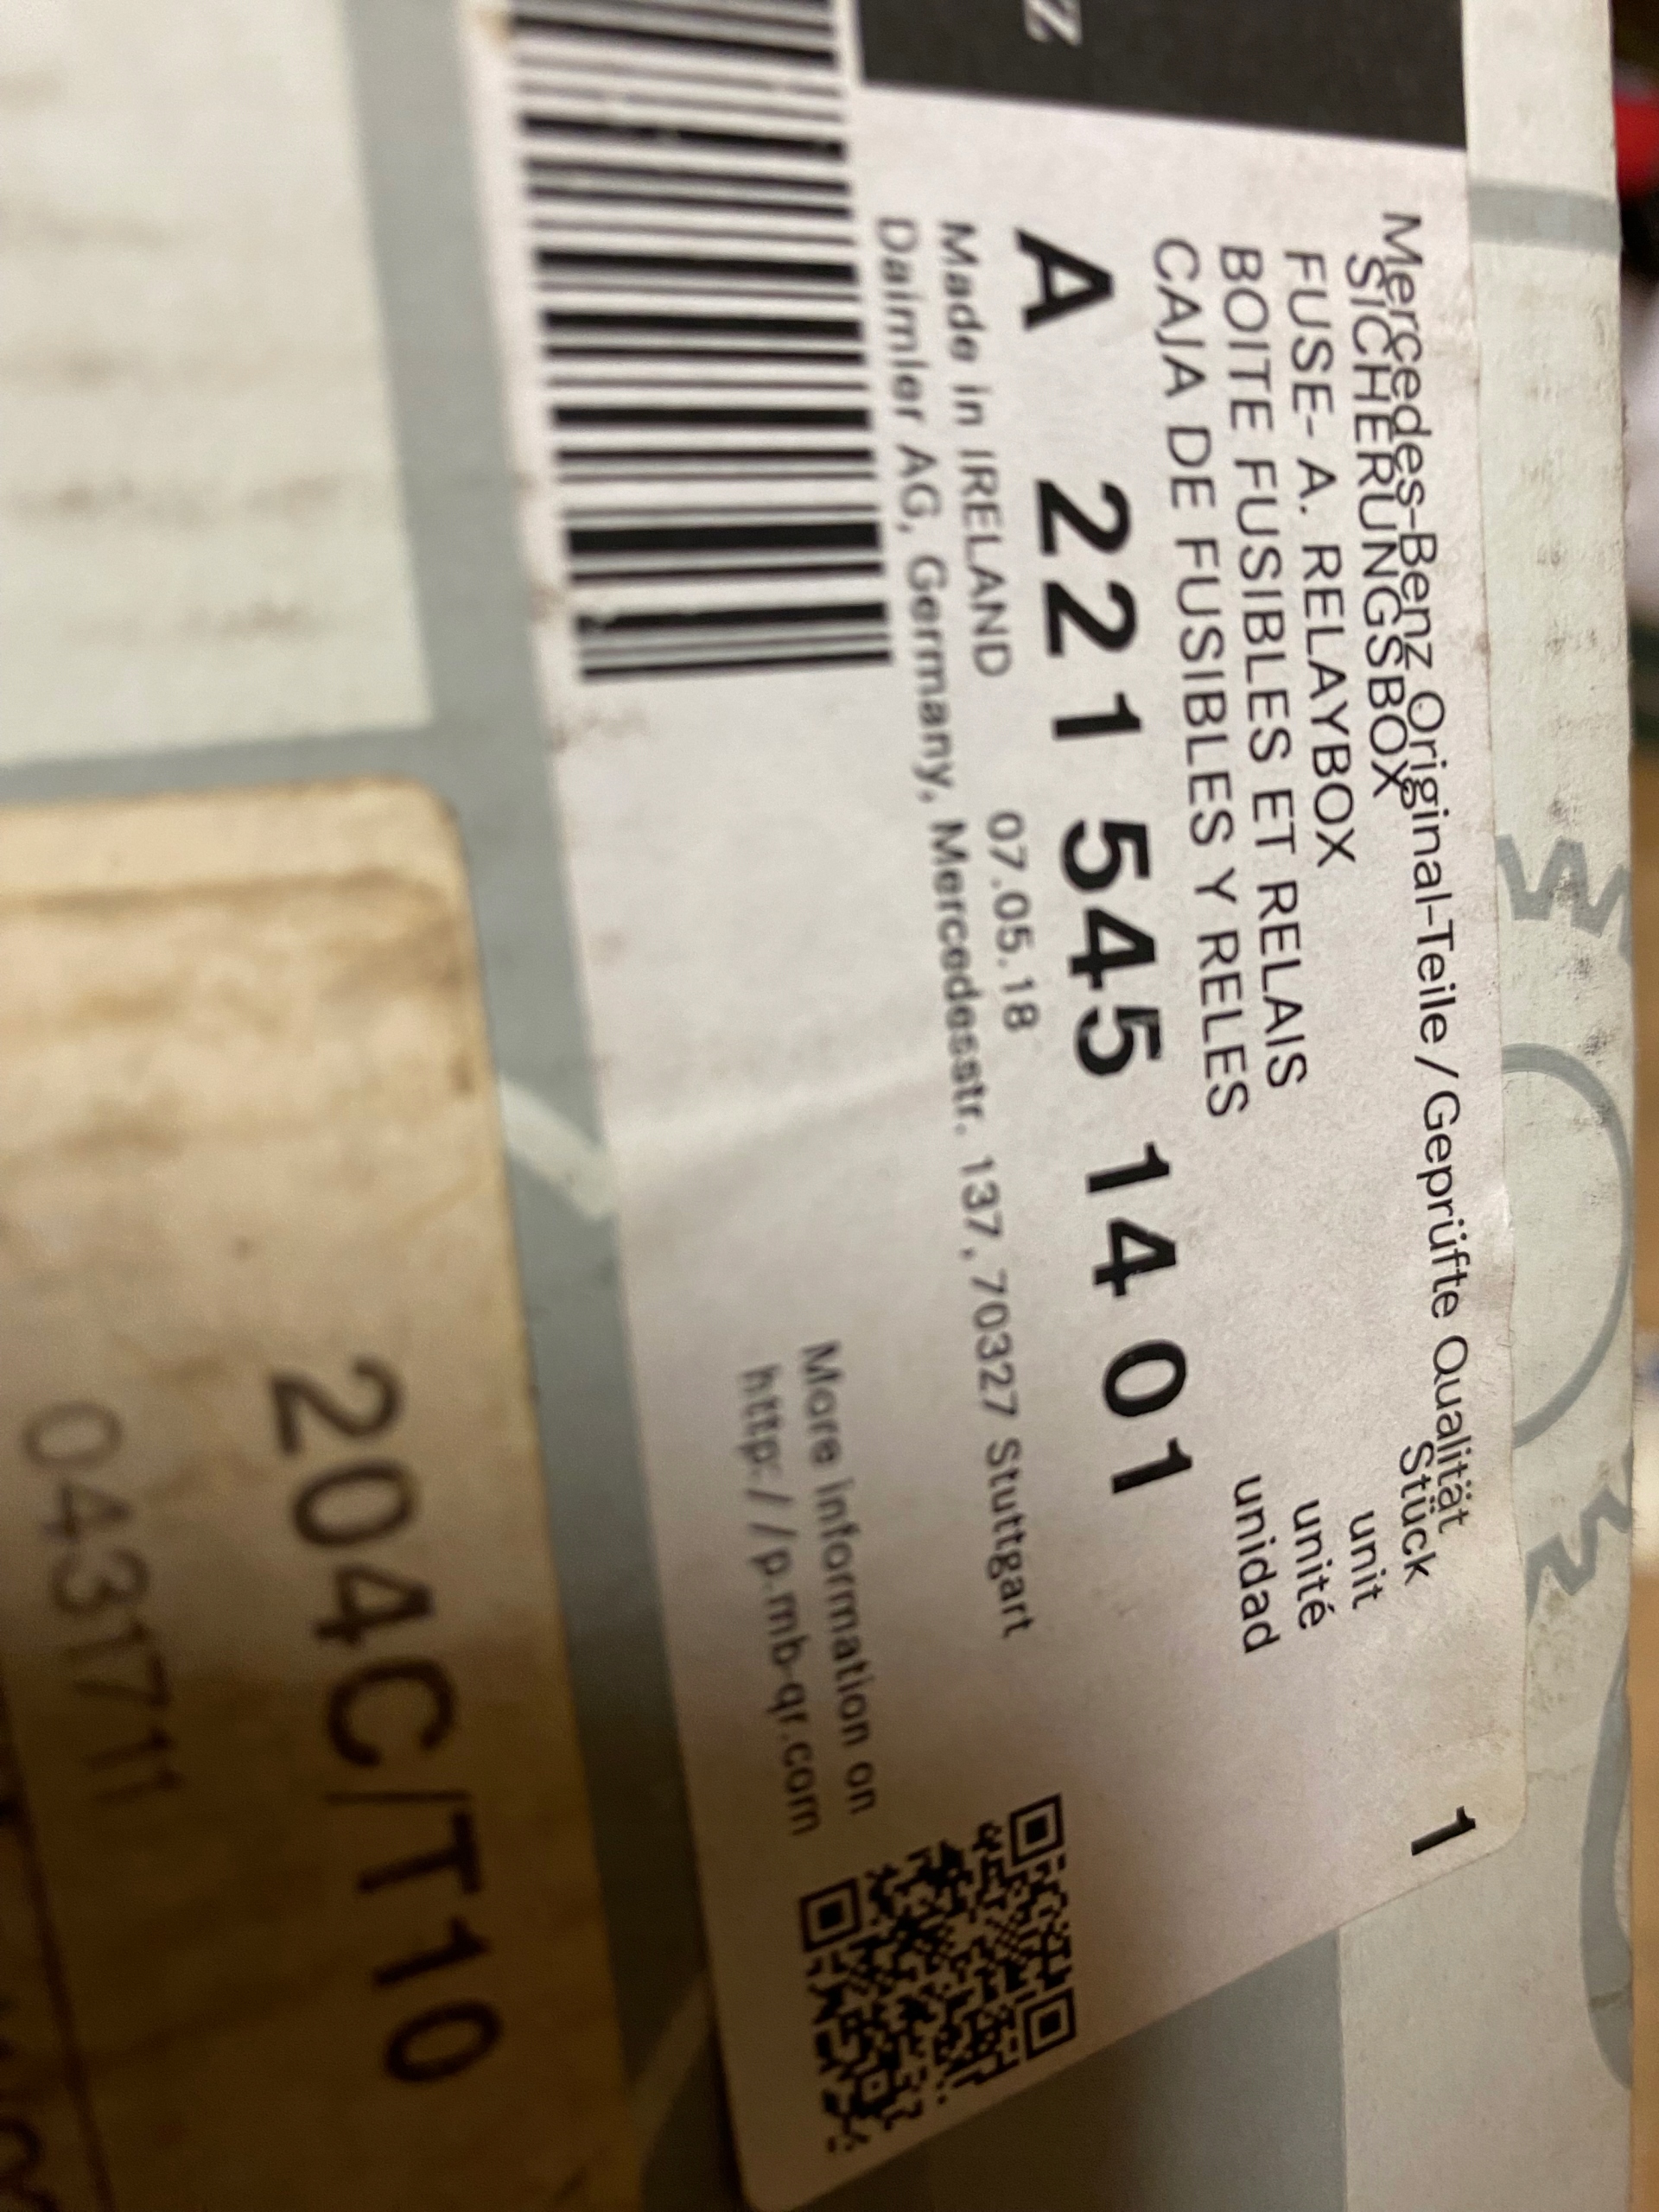 Mercedes-Benz Original-Teile/Geprüfte Qualität
SICHERUNGSBOX Stück 1
FUSE- A. RELAYBOX unit
BOITE FUSIBLES ET RELAIS unité
CAJA DE FUSIBLES Y RELES unidad
A 221 545 14 01
Made in IRELAND 07.05.18
Daimler AG, Germany, Mercedesstr. 137, 70327 Stuttgart
More information on
http://p.mb-qr.com
204C/T10
0431711